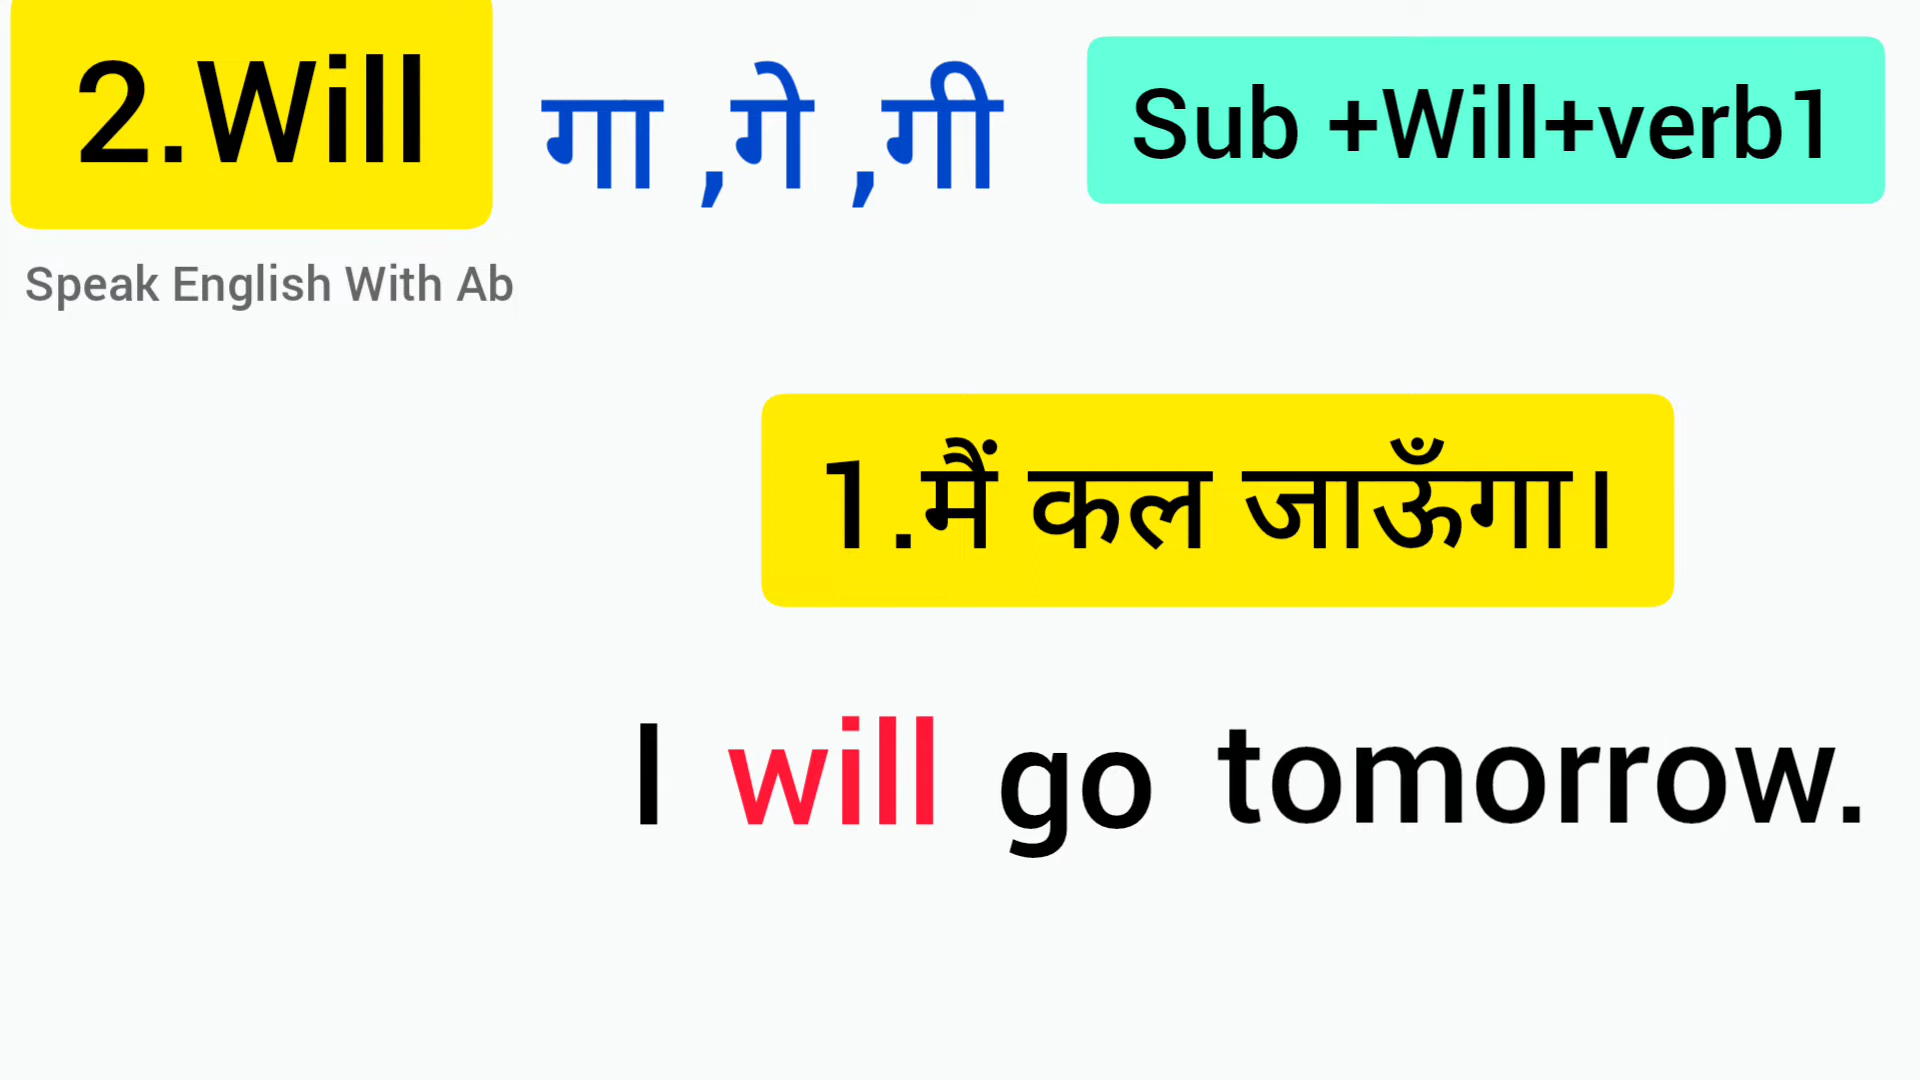 2.Will गा ,गे ,गी Sub +Will+verb1
Speak English With Ab
1.मैं कल जाऊँगा।
I will go tomorrow.